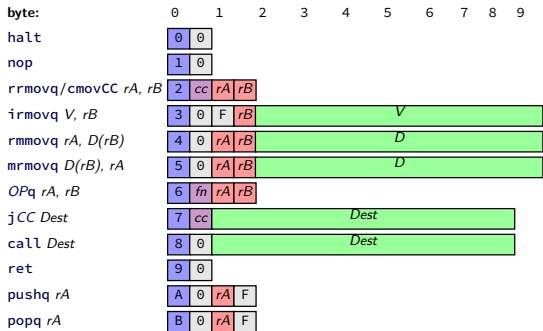 byte: 0 1 2 3 4 5 6 7 8 9
halt 0 0
nop 1 0
rrmovq/cmovCC rA, rB 2 cc rA rB
irmovq V, rB 3 0 F rB V
rmmovq rA, D(rB) 4 0 rA rB D
mrmovq D(rB), rA 5 0 rA rB D
OPq rA, rB 6 fn rA rB
jCC Dest 7 cc Dest
call Dest 8 0 Dest
ret 9 0
pushq rA A 0 rA F
popq rA B 0 rA F